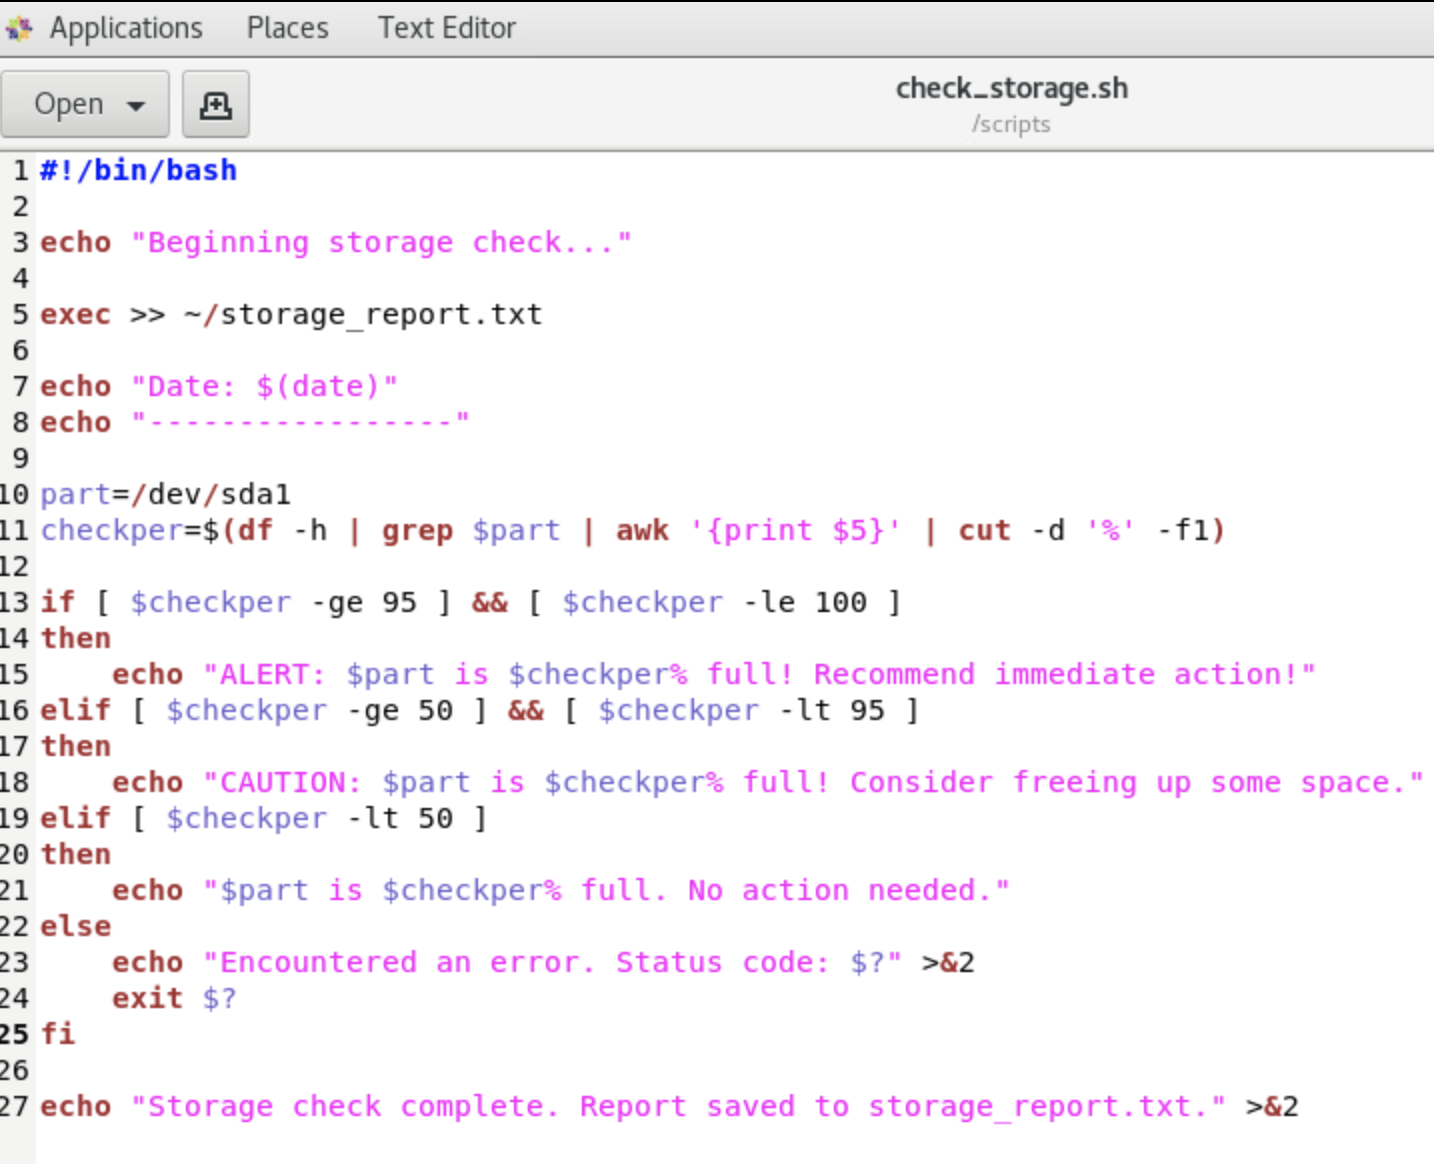 Applications Places Text Editor
Open
check_storage.sh
/scripts
1 #!/bin/bash
2
3 echo "Beginning storage check..."
4
5 exec >> ~/storage_report.txt
6
7 echo "Date: $(date)"
8 echo "-----------------"
9
10 part=/dev/sda1
11 checkper=$(df -h | grep $part | awk '{print $5}' | cut -d '%' -f1)
12
13 if [ $checkper -ge 95 ] && [ $checkper -le 100 ]
14 then
15     echo "ALERT: $part is $checkper% full! Recommend immediate action!"
16 elif [ $checkper -ge 50 ] && [ $checkper -lt 95 ]
17 then
18     echo "CAUTION: $part is $checkper% full! Consider freeing up some space."
19 elif [ $checkper -lt 50 ]
20 then
21     echo "$part is $checkper% full. No action needed."
22 else
23     echo "Encountered an error. Status code: $?" >&2
24     exit $?
25 fi
26
27 echo "Storage check complete. Report saved to storage_report.txt." >&2